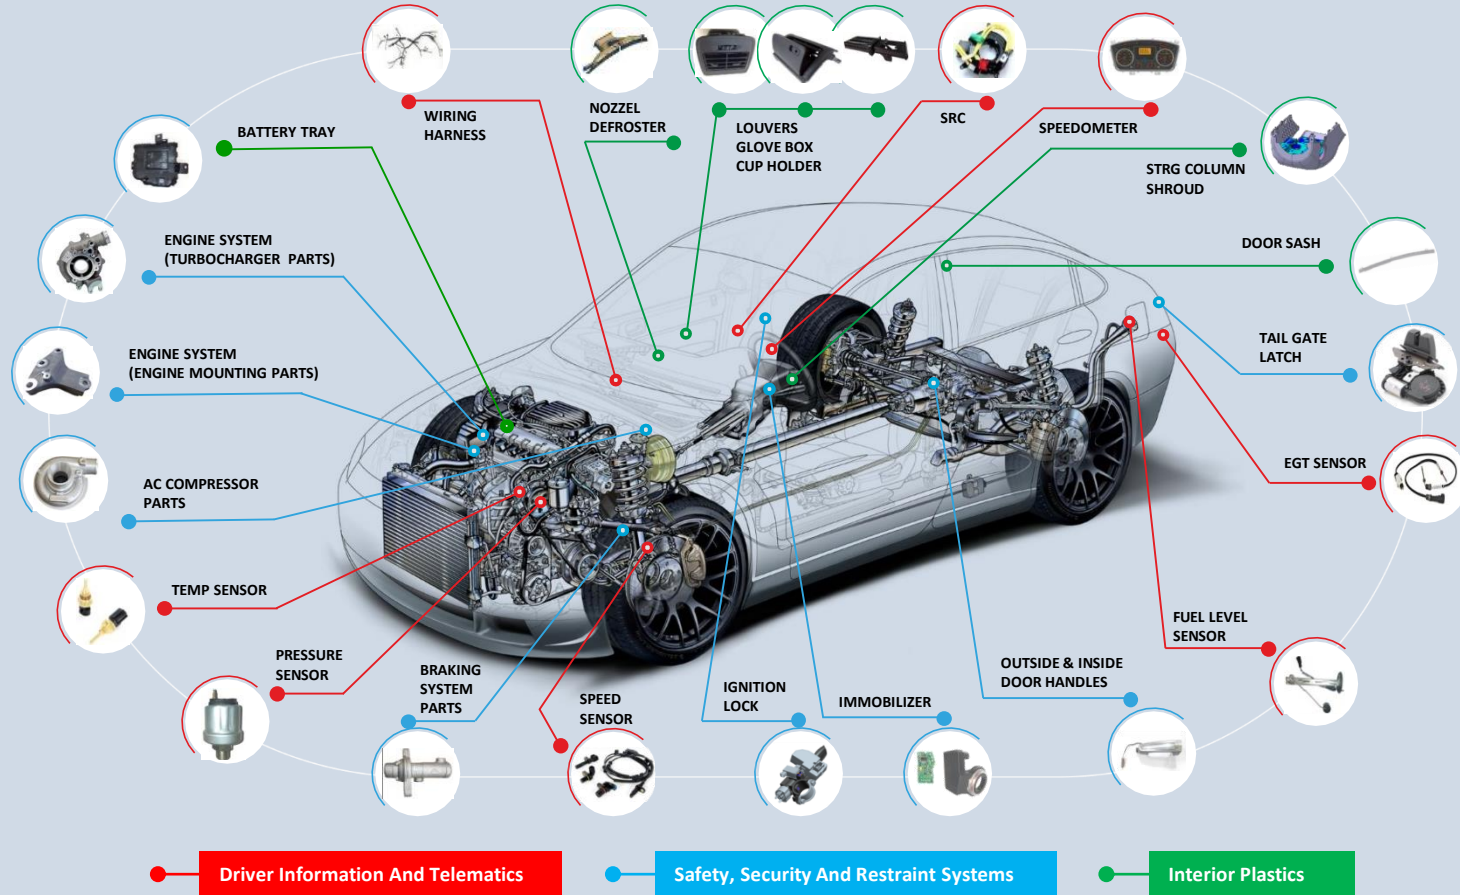 WIRING
HARNESS
NOZZEL
DEFROSTER
LOUVERS
GLOVE BOX
CUP HOLDER
SRC
SPEEDOMETER
BATTERY TRAY
STRG COLUMN
SHROUD
ENGINE SYSTEM
(TURBOCHARGER PARTS)
DOOR SASH
ENGINE SYSTEM
(ENGINE MOUNTING PARTS)
TAIL GATE
LATCH
AC COMPRESSOR
PARTS
EGT SENSOR
TEMP SENSOR
FUEL LEVEL
SENSOR
PRESSURE
SENSOR
BRAKING
SYSTEM
PARTS
SPEED
SENSOR
IGNITION
LOCK
IMMOBILIZER
OUTSIDE & INSIDE
DOOR HANDLES
Driver Information And Telematics
Safety, Security And Restraint Systems
Interior Plastics